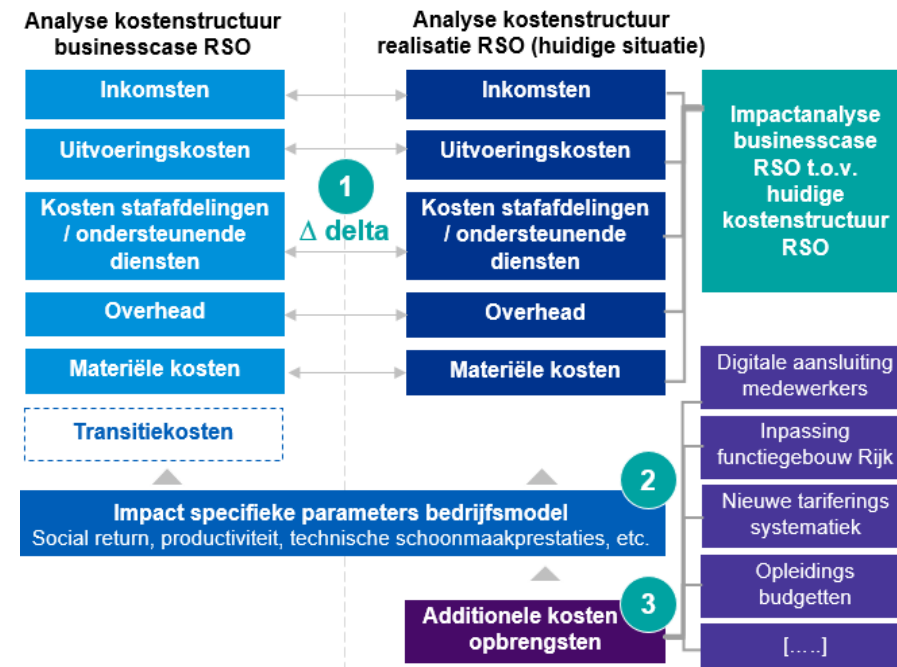 Analyse kostenstructuur
businesscase RSO
Analyse kostenstructuur
realisatie RSO (huidige situatie)
Inkomsten
Uitvoeringskosten
Kosten stafafdelingen
/ ondersteunende
diensten
Overhead
Materiële kosten
Transitiekosten
1
Δ delta
Inkomsten
Uitvoeringskosten
Kosten stafafdelingen
/ ondersteunende
diensten
Overhead
Materiële kosten
Impactanalyse
businesscase
RSO t.o.v.
huidige
kostenstructuur
RSO
2
Impact specifieke parameters bedrijfsmodel
Social return, productiviteit, technische schoonmaakprestaties, etc.
3
Additionele kosten
opbrengsten
Digitale aansluiting
medewerkers
Inpassing
functiegebouw Rijk
Nieuwe tariferings
systematiek
Opleidings
budgetten
[…..]